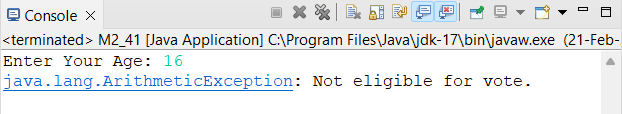 Console
<terminated> M2_41 [Java Application] C:\Program Files\Java\jdk-17\bin\javaw.exe (21-Feb-
Enter Your Age: 16
java.lang.ArithmeticException: Not eligible for vote.